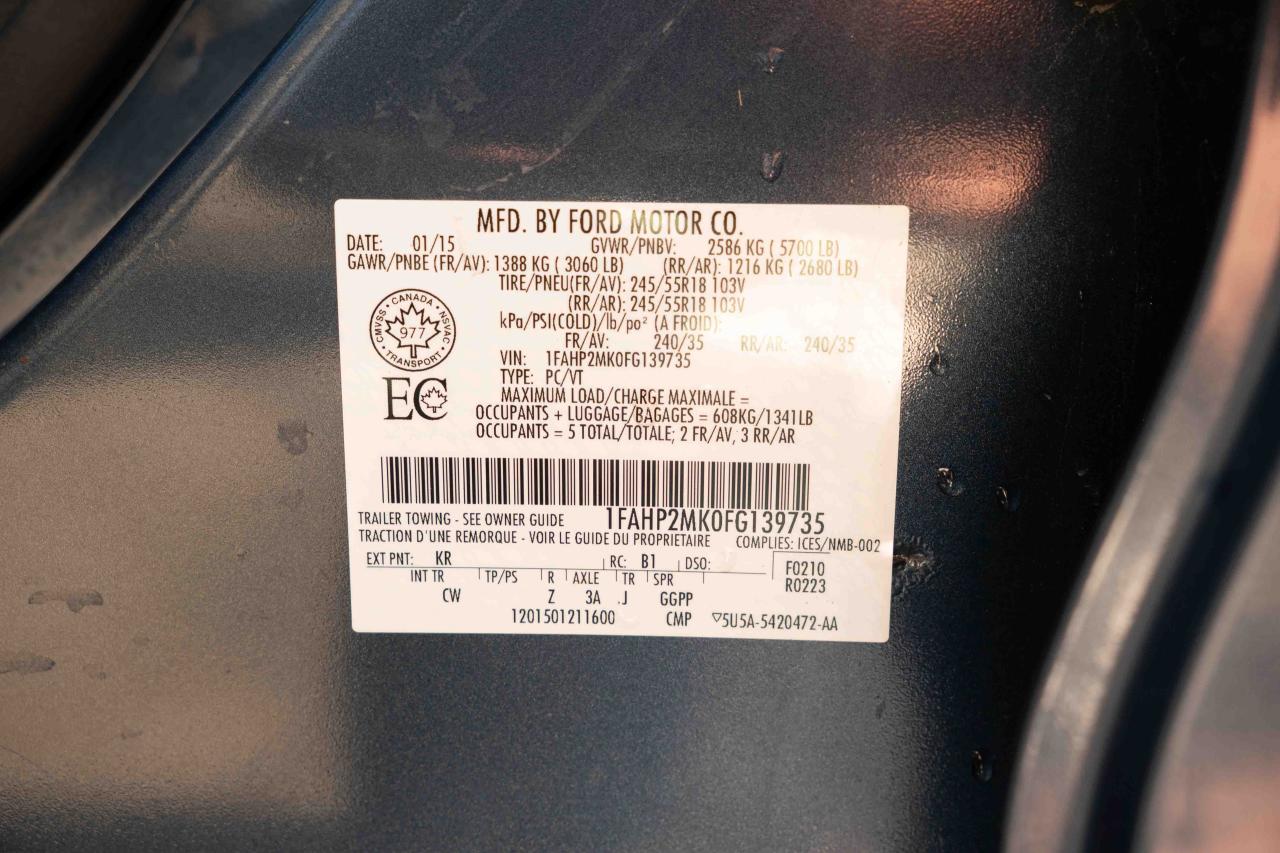 MFD. BY FORD MOTOR CO.
DATE: 01/15 GVWR/PNBV: 2586 KG ( 5700 LB)
GAWR/PNBE (FR/AV): 1388 KG ( 3060 LB) (RR/AR): 1216 KG ( 2680 LB)
TIRE/PNEU(FR/AV): 245/55R18 103V
(RR/AR): 245/55R18 103V
kPa/PSI(COLD)/lb/po² (A FROID):
FR/AV: 240/35 RR/AR: 240/35
VIN: 1FAHP2MK0FG139735
TYPE: PC/VT
MAXIMUM LOAD/CHARGE MAXIMALE =
OCCUPANTS + LUGGAGE/BAGAGES = 608KG/1341LB
OCCUPANTS = 5 TOTAL/TOTALE; 2 FR/AV, 3 RR/AR
CANADA
CMVSS 977 NSVAC
TRANSPORT
EC
1FAHP2MK0FG139735
TRAILER TOWING - SEE OWNER GUIDE
TRACTION D'UNE REMORQUE - VOIR LE GUIDE DU PROPRIETAIRE COMPLIES: ICES/NMB-002
EXT PNT: KR RC: B1 DSO: F0210
INT TR TP/PS R AXLE TR SPR R0223
CW Z 3A .J GGPP
1201501211600 CMP ▽5U5A-5420472-AA